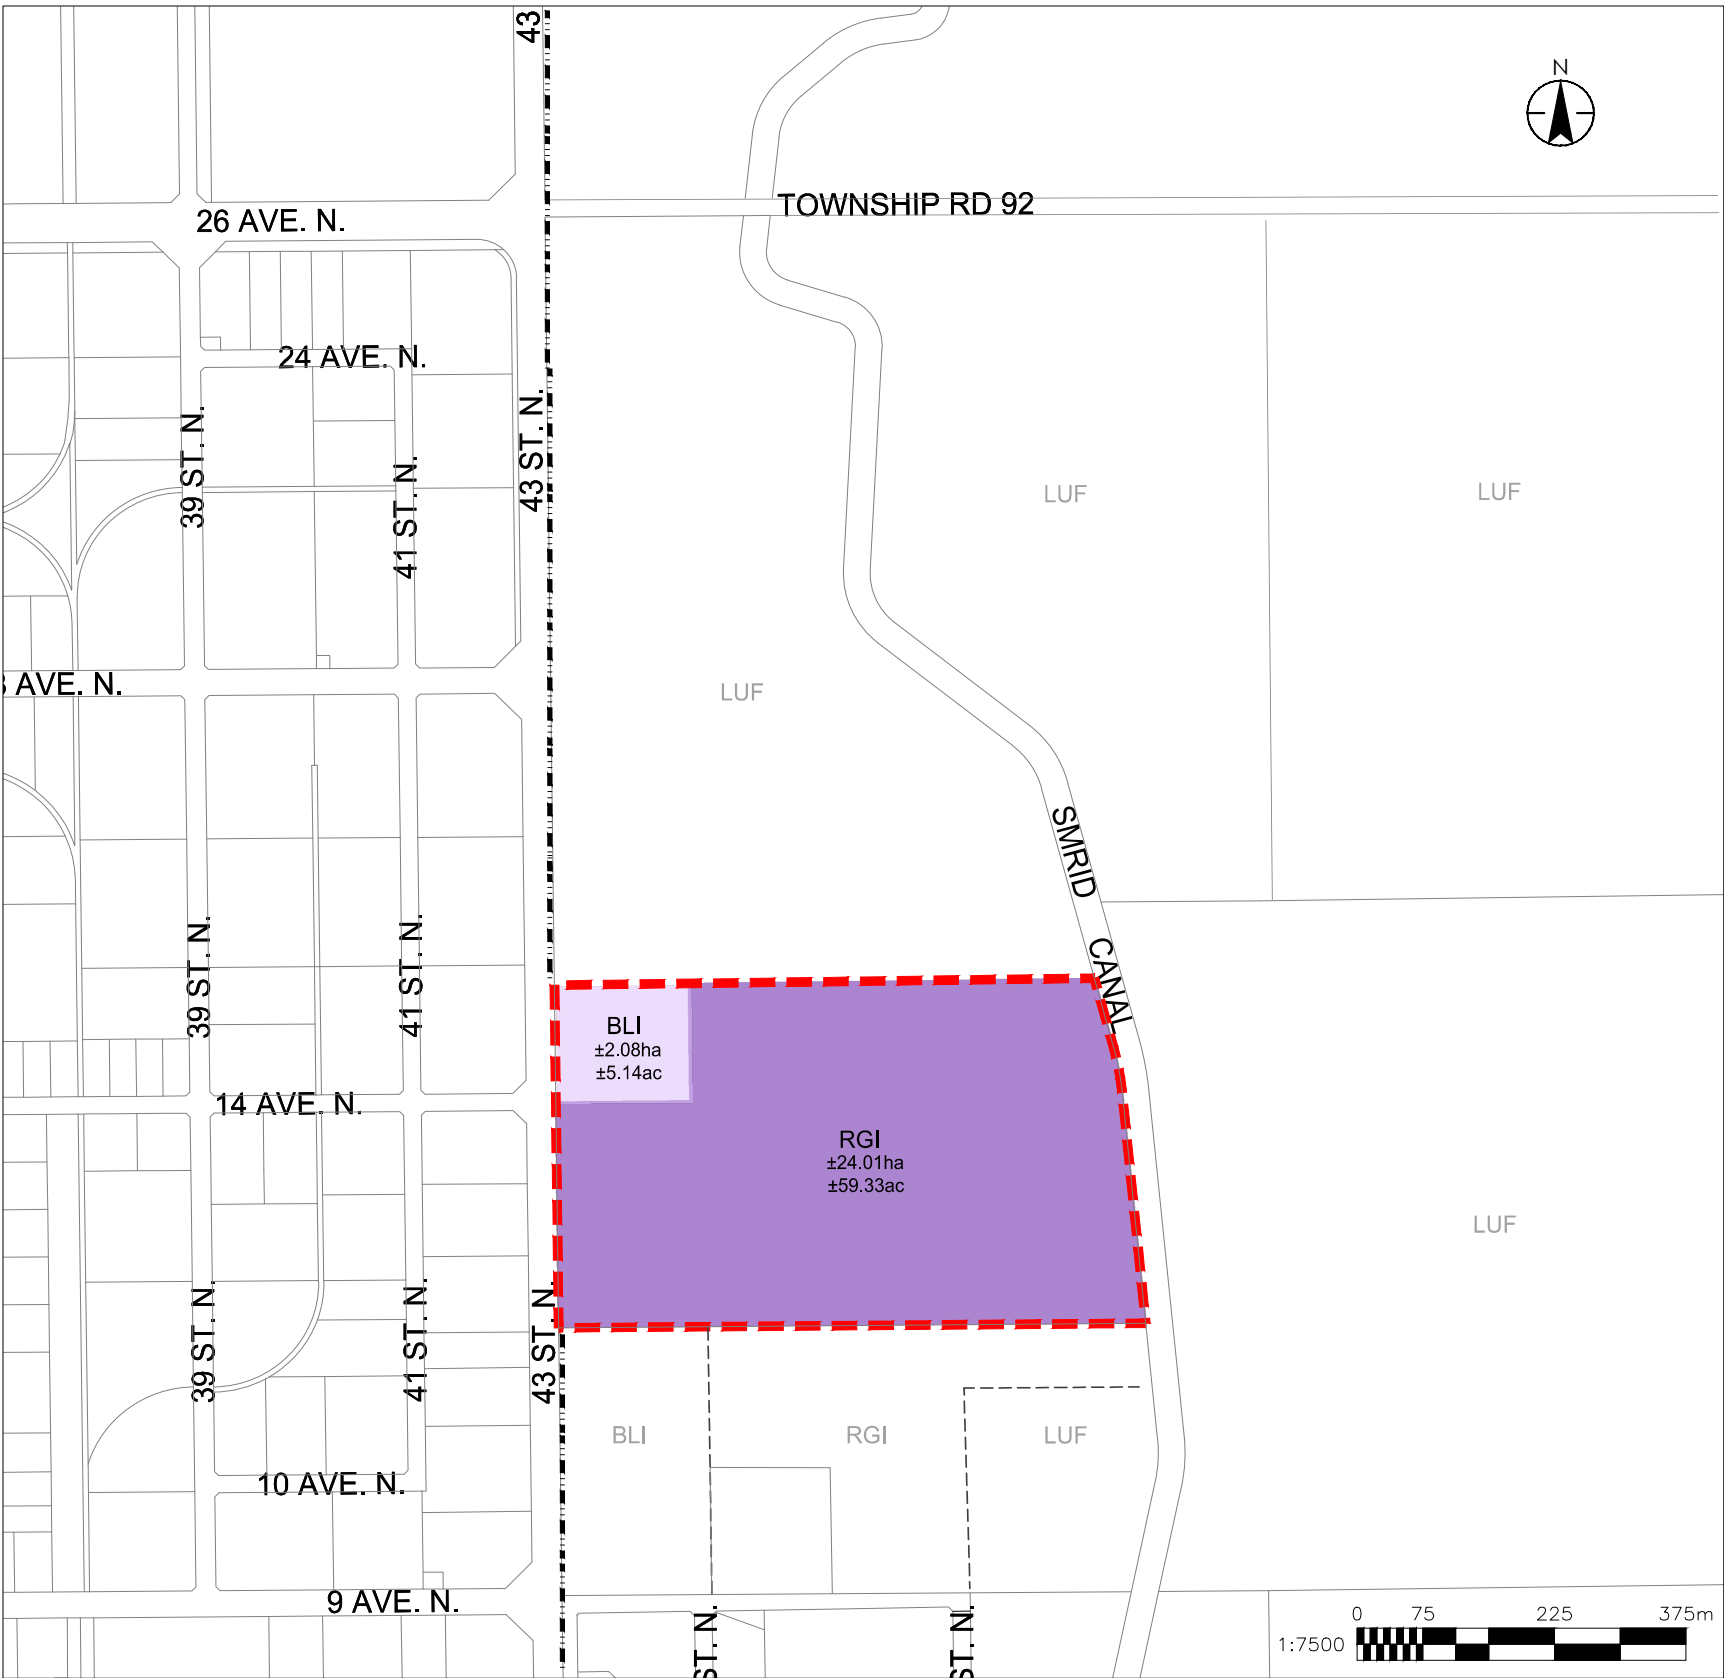 43
N
TOWNSHIP RD 92
26 AVE. N.
24 AVE. N.
39 ST. N.
41 ST. N.
43 ST. N.
LUF
LUF
LUF
AVE. N.
SMRID
CANAL
39 ST. N.
41 ST. N.
BLI
±2.08ha
±5.14ac
14 AVE. N.
RGI
±24.01ha
±59.33ac
LUF
39 ST. N.
41 ST. N.
43 ST. N.
BLI
RGI
LUF
10 AVE. N.
9 AVE. N.
ST. N.
ST. N.
0 75 225 375m
1:7500